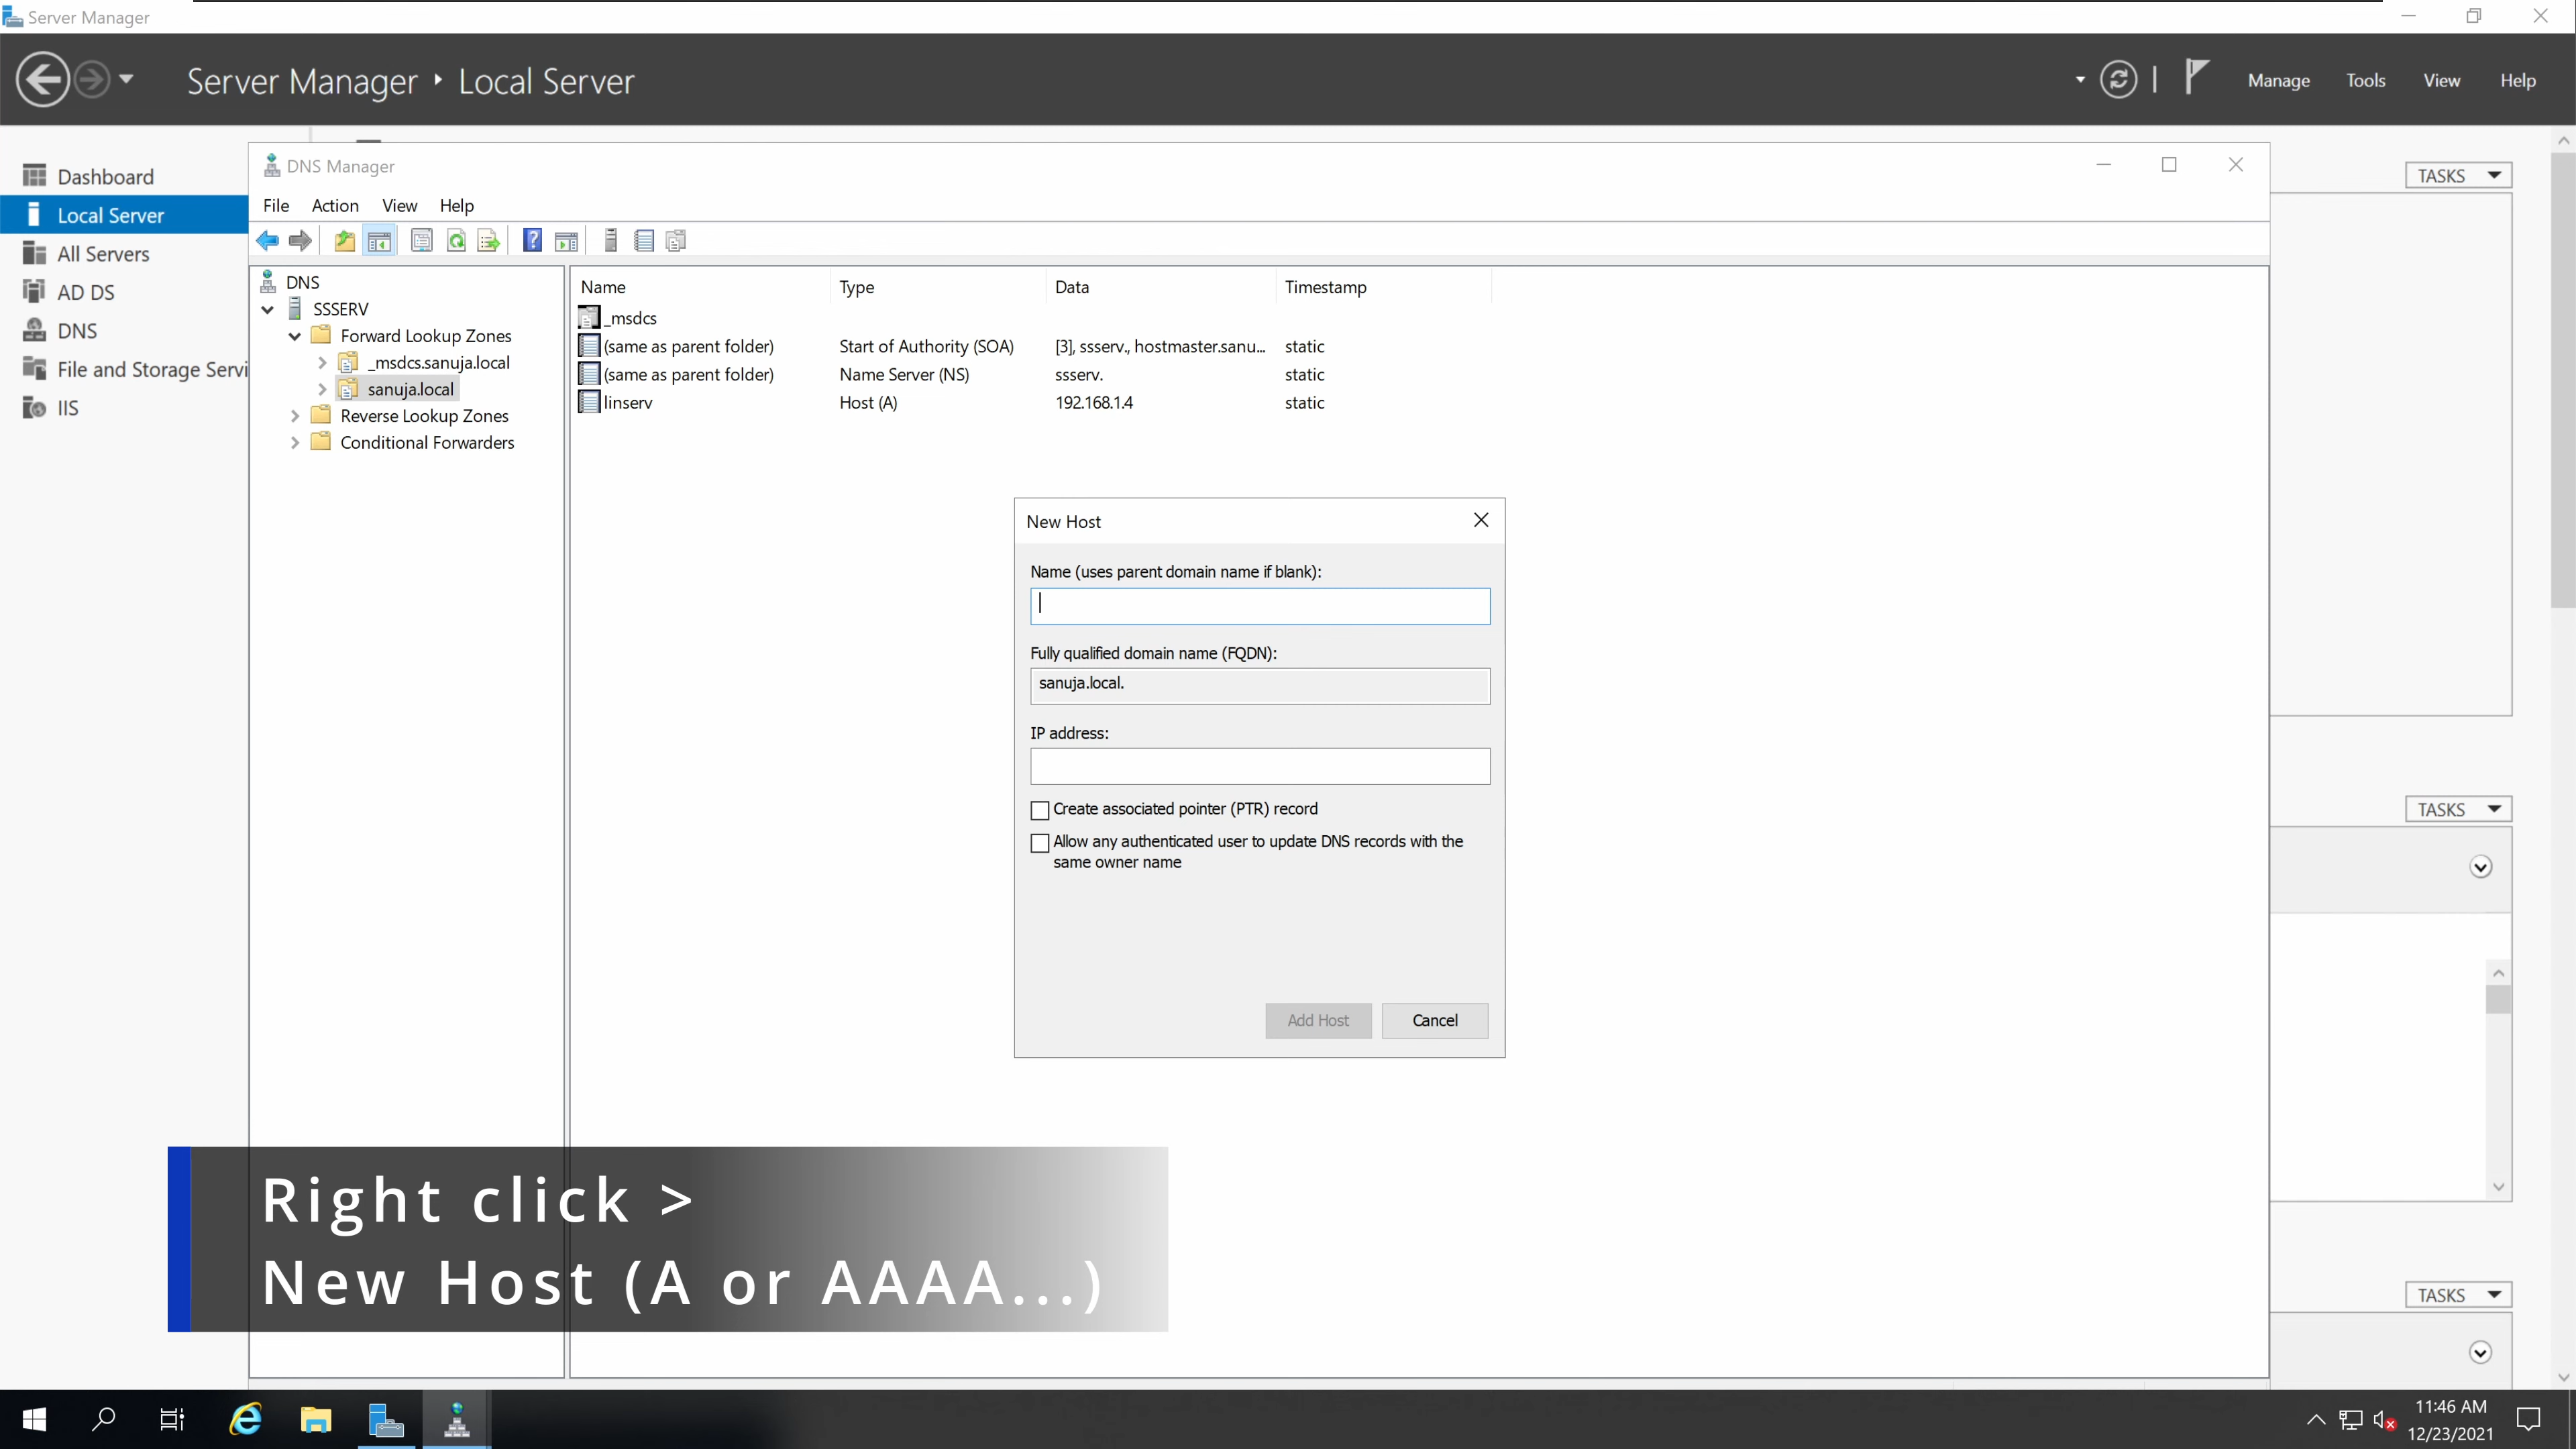 Server Manager
Server Manager ‣ Local Server
Manage Tools View Help
Dashboard
Local Server
All Servers
AD DS
DNS
File and Storage Servi
IIS
TASKS
DNS Manager
File Action View Help
DNS
SSSERV
Forward Lookup Zones
_msdcs.sanuja.local
sanuja.local
Reverse Lookup Zones
Conditional Forwarders
Name Type Data Timestamp
_msdcs
(same as parent folder) Start of Authority (SOA) [3], ssserv., hostmaster.sanu... static
(same as parent folder) Name Server (NS) ssserv. static
linserv Host (A) 192.168.1.4 static
New Host
Name (uses parent domain name if blank):
Fully qualified domain name (FQDN):
sanuja.local.
IP address:
Create associated pointer (PTR) record
Allow any authenticated user to update DNS records with the
same owner name
Add Host Cancel
TASKS
TASKS
Right click >
New Host (A or AAAA...)
11:46 AM
12/23/2021